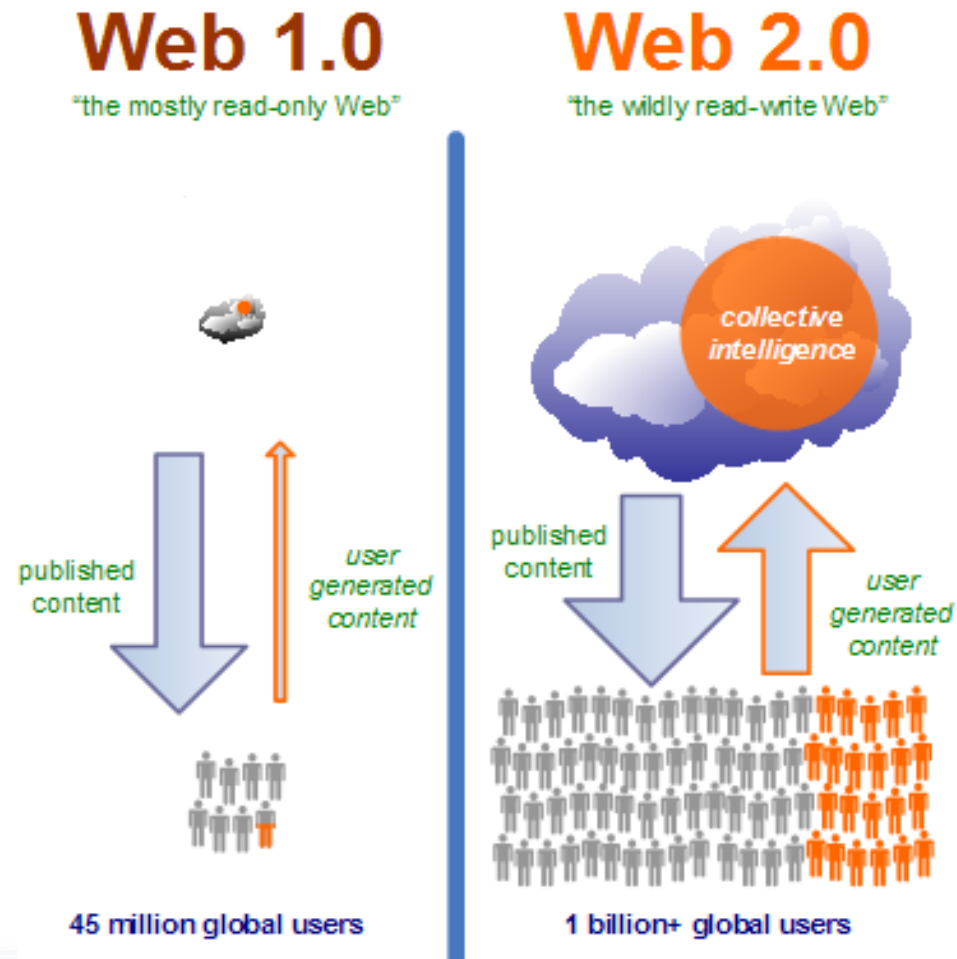 Web 1.0
“the mostly read-only Web”
published
content
user
generated
content
45 million global users
Web 2.0
“the wildly read-write Web”
collective
intelligence
published
content
user
generated
content
1 billion+ global users